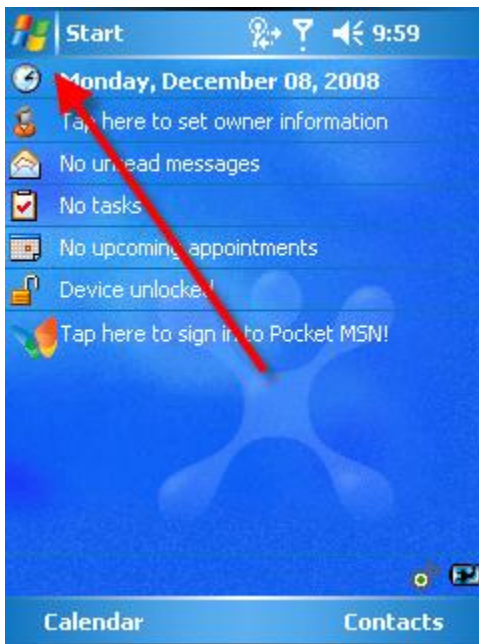 Start 9:59
Monday, December 08, 2008
Tap here to set owner information
No unread messages
No tasks
No upcoming appointments
Device unlocked
Tap here to sign in to Pocket MSN!
Calendar Contacts